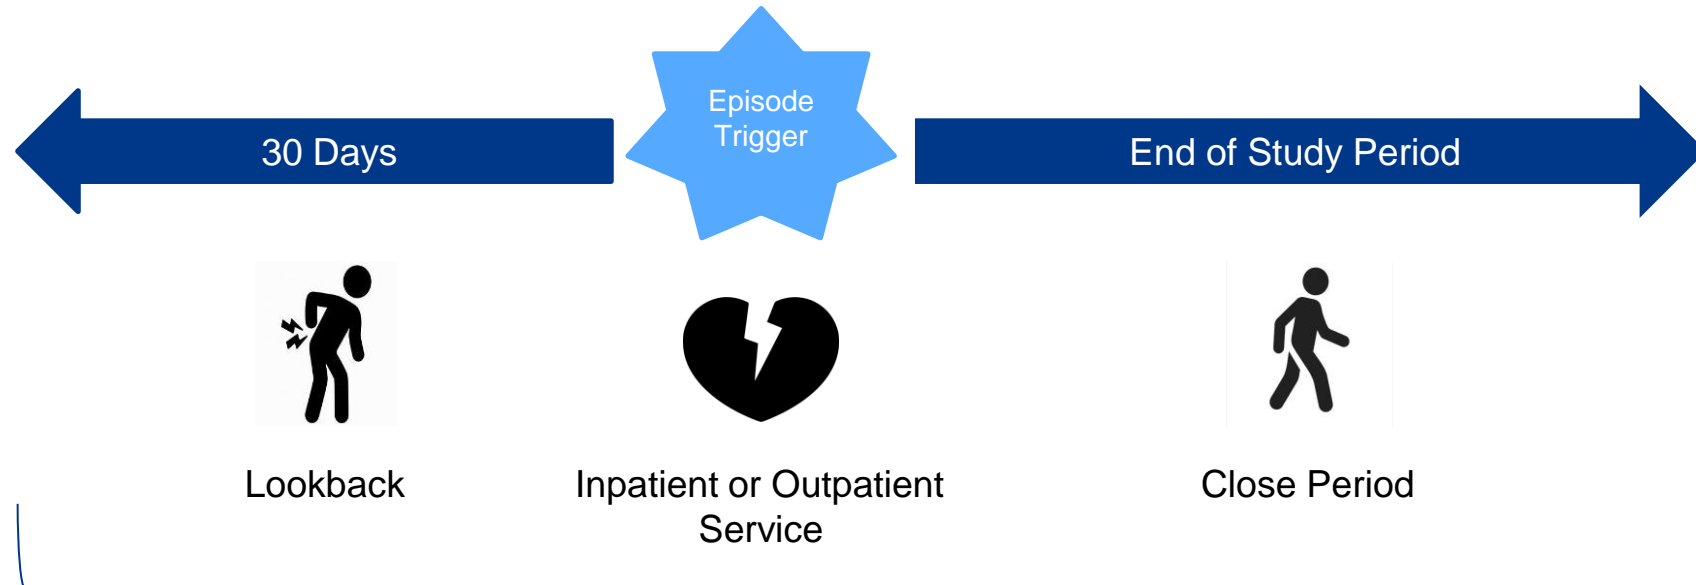 Episode
Trigger
30 Days
End of Study Period
Lookback
Inpatient or Outpatient
Service
Close Period